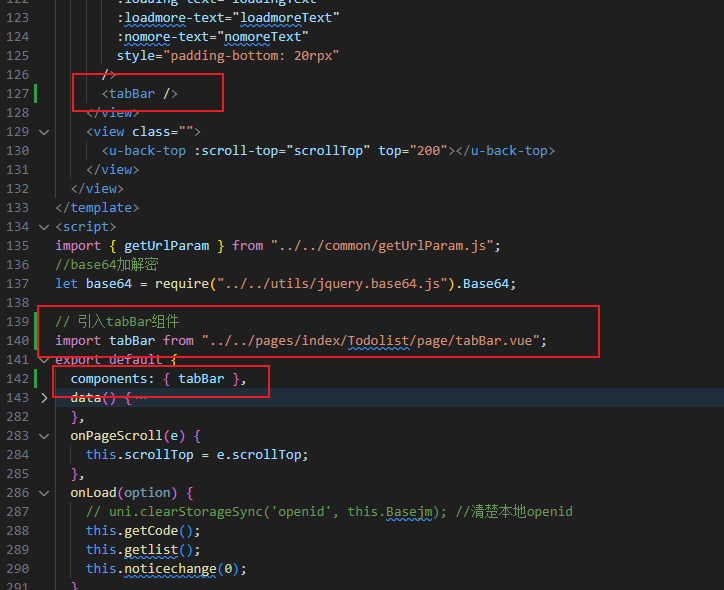 123 :loadmore-text="loadmoreText"
124 :nomore-text="nomoreText"
125 style="padding-bottom: 20rpx"
126 />
127 <tabBar />
128 </view>
129 <view class="">
130 <u-back-top :scroll-top="scrollTop" top="200"></u-back-top>
131 </view>
132 </view>
133 </template>
134 <script>
135 import { getUrlParam } from "../../common/getUrlParam.js";
136 //base64加解密
137 let base64 = require("../../utils/jquery.base64.js").Base64;
138
139 // 引入tabBar组件
140 import tabBar from "../../pages/index/Todolist/page/tabBar.vue";
141 export default {
142 components: { tabBar },
143 data() { …
282 },
283 onPageScroll(e) {
284 this.scrollTop = e.scrollTop;
285 },
286 onLoad(option) {
287 // uni.clearStorageSync('openid', this.Basejm); //清楚本地openid
288 this.getCode();
289 this.getlist();
290 this.noticechange(0);
291 }